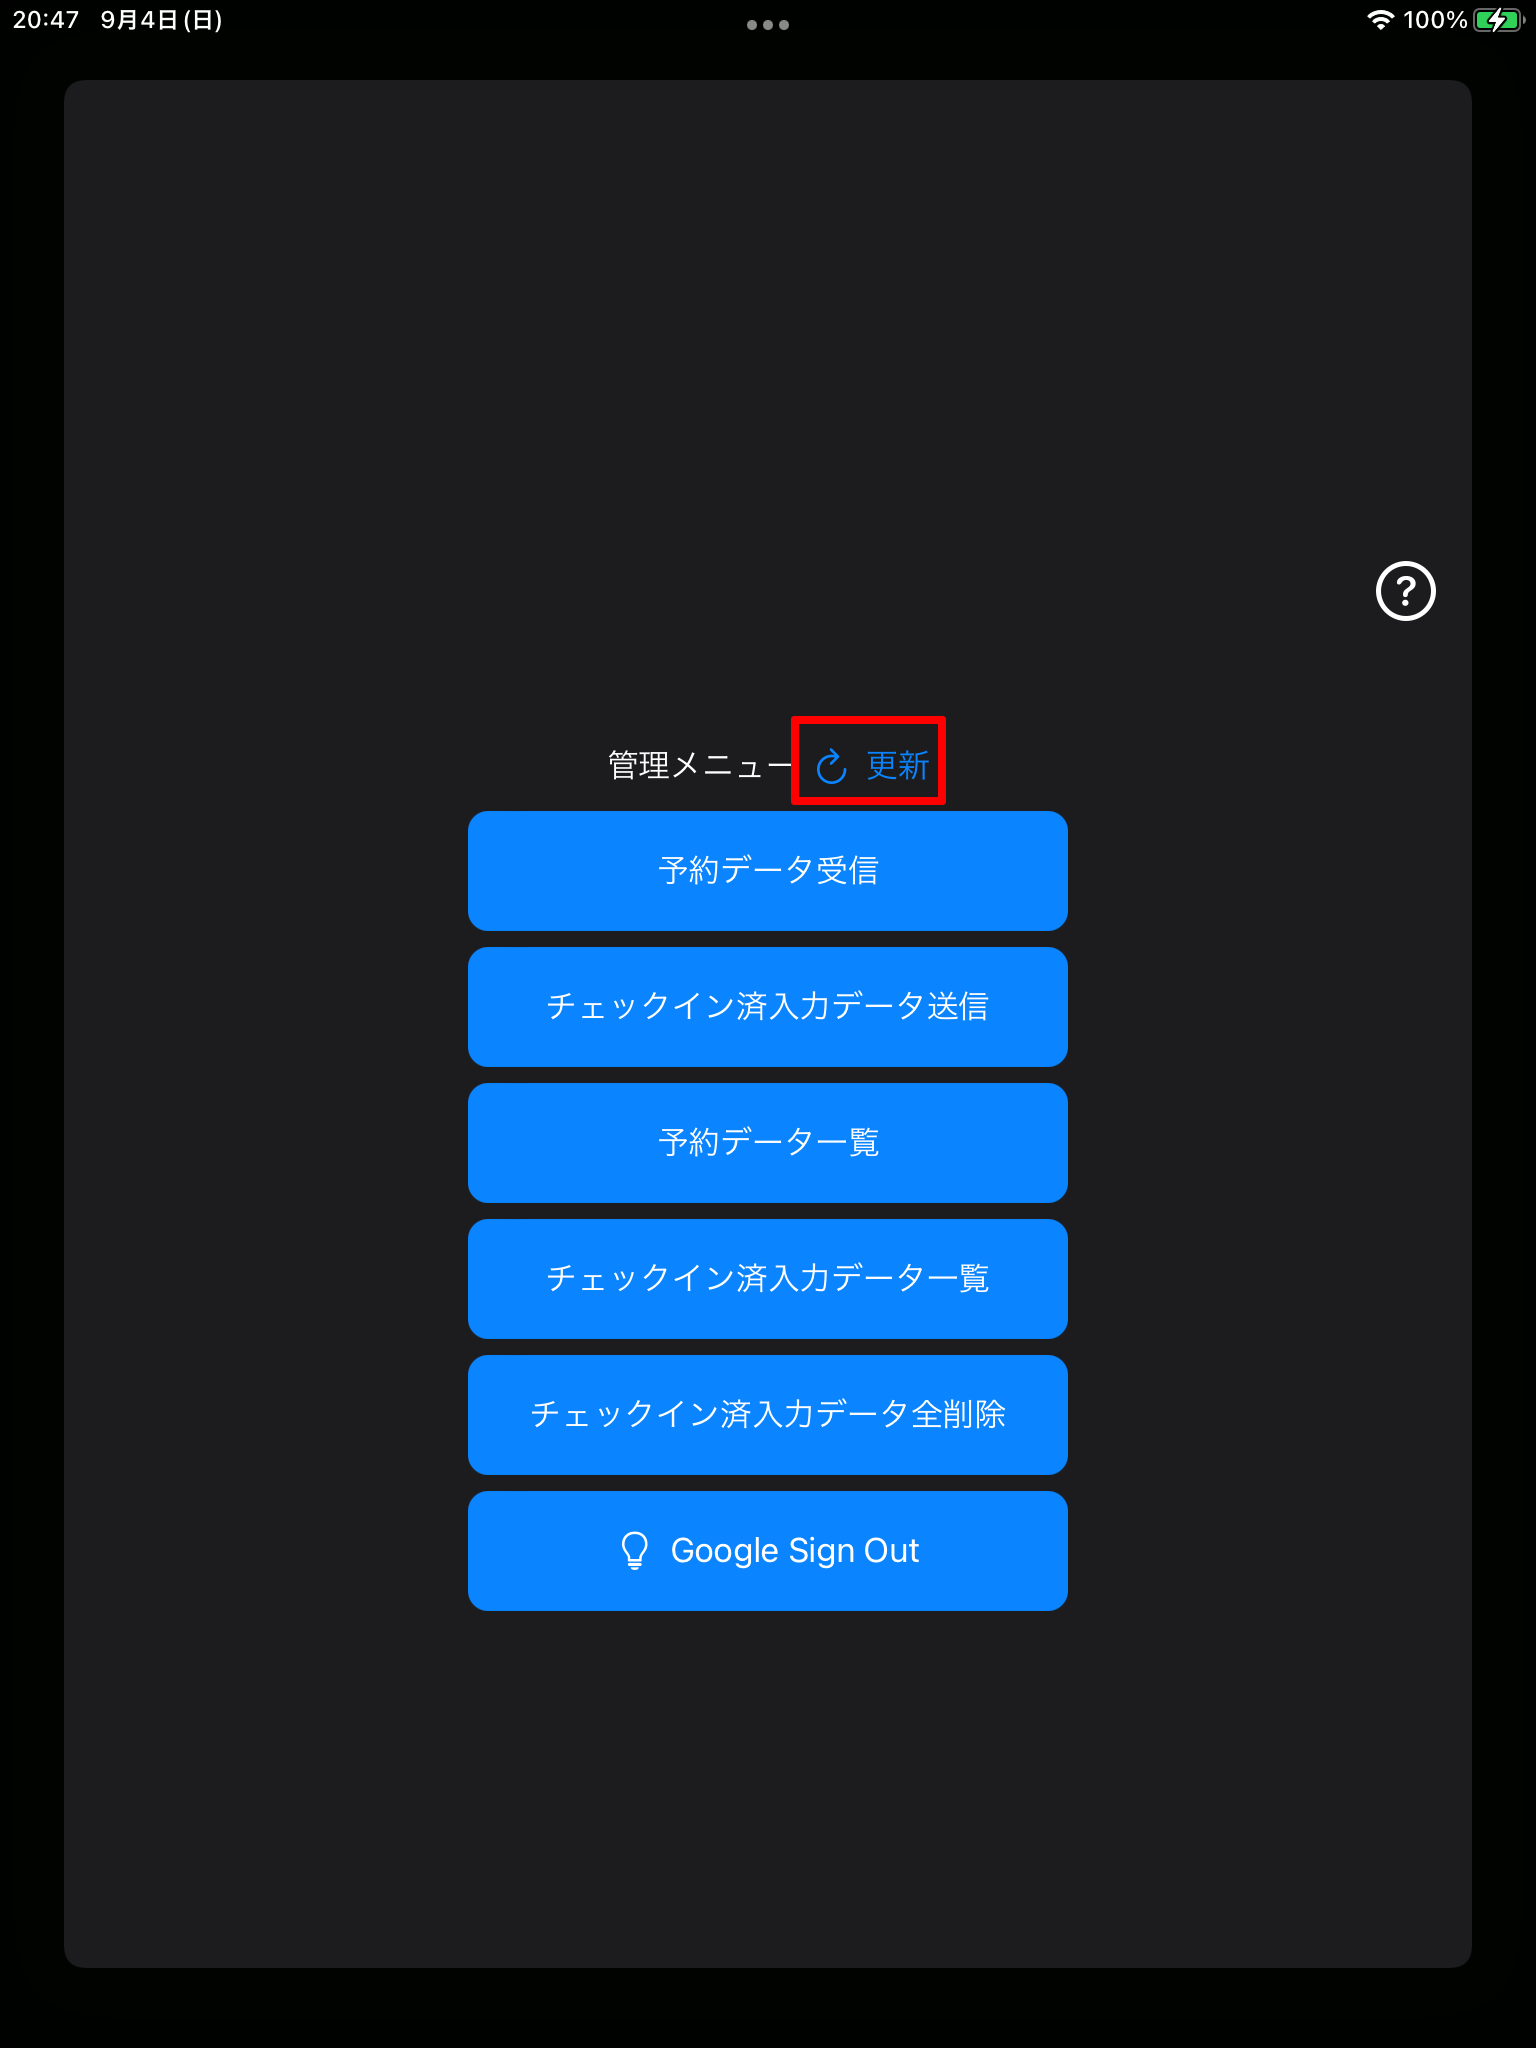 20:47 9月4日(日)
100%
管理メニュー 更新
予約データ受信
チェックイン済入力データ送信
予約データ一覧
チェックイン済入力データ一覧
チェックイン済入力データ全削除
Google Sign Out